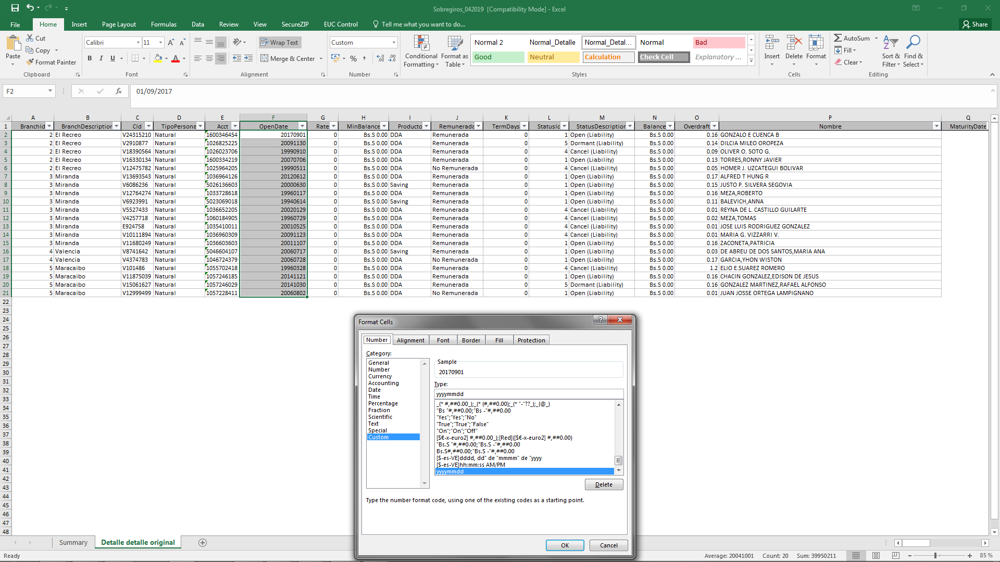 Sobregiros_042019 [Compatibility Mode] - Excel
File Home Insert Page Layout Formulas Data Review View SecureZIP EUC Control Tell me what you want to do... Share
Paste
Cut
Copy
Format Painter
Clipboard
Calibri 11
B I U
Font
Wrap Text
Merge & Center
Alignment
Custom
Number
Conditional Formatting
Format as Table
Normal 2 Normal_Detalle Normal_Detal... Normal Bad
Good Neutral Calculation Check Cell Explanatory ...
Styles
Insert Delete Format
Cells
AutoSum
Fill
Clear
Sort & Filter
Find & Select
Editing
F2 fx 01/09/2017
A B C D E F G H I J K L M N O P Q
1 BranchId BranchDescription CId TipoPersona Acct OpenDate Rate MinBalance Producto Remunerada TermDays StatusId StatusDescription Balance Overdraft Nombre MaturityDate
2 2 El Recreo V24315210 Natural 1600346454 20170901 0 Bs.S 0.00 DDA Remunerada 0 1 Open (Liability) Bs.S 0.00 0.16 GONZALO E CUENCA B
3 2 El Recreo V2910877 Natural 1026825225 20091130 0 Bs.S 0.00 DDA Remunerada 0 5 Dormant (Liability) Bs.S 0.00 0.14 DILCIA MILEO OROPEZA
4 2 El Recreo V18390564 Natural 1026023706 19990910 0 Bs.S 0.00 DDA Remunerada 0 4 Cancel (Liability) Bs.S 0.00 0.09 OLIVER O. SOTO G.
5 2 El Recreo V16330134 Natural 1600334219 20070706 0 Bs.S 0.00 DDA Remunerada 0 1 Open (Liability) Bs.S 0.00 0.13 TORRES,RONNY JAVIER
6 2 El Recreo V12475782 Natural 1025964205 19990511 0 Bs.S 0.00 DDA No Remunerada 0 4 Cancel (Liability) Bs.S 0.00 0.05 HOMER J. UZCATEGUI BOLIVAR
7 3 Miranda V13693543 Natural 1036964126 20120612 0 Bs.S 0.00 DDA Remunerada 0 1 Open (Liability) Bs.S 0.00 0.17 ALFRED T HUNG R
8 3 Miranda V6086236 Natural 5026136603 20000630 0 Bs.S 0.00 Saving Remunerada 0 1 Open (Liability) Bs.S 0.00 0.15 JUSTO P. SILVERA SEGOVIA
9 3 Miranda V12764274 Natural 1033728618 19960117 0 Bs.S 0.00 DDA Remunerada 0 1 Open (Liability) Bs.S 0.00 0.16 MEZA,ROBERTO
10 3 Miranda V6923991 Natural 5023069018 19940614 0 Bs.S 0.00 Saving Remunerada 0 1 Open (Liability) Bs.S 0.00 0.11 BALEVICH,ANNA
11 3 Miranda V5527433 Natural 1036652205 20020129 0 Bs.S 0.00 DDA Remunerada 0 4 Cancel (Liability) Bs.S 0.00 0.01 REYNA DE L. CASTILLO GUILARTE
12 3 Miranda V4257718 Natural 1060184905 19960729 0 Bs.S 0.00 DDA Remunerada 0 4 Cancel (Liability) Bs.S 0.00 0.02 MEZA,TOMAS
13 3 Miranda E924758 Natural 1035410011 20010525 0 Bs.S 0.00 DDA Remunerada 0 4 Cancel (Liability) Bs.S 0.00 0.01 JOSE LUIS RODRIGUEZ GONZALEZ
14 3 Miranda V10111894 Natural 1036960309 20091123 0 Bs.S 0.00 DDA Remunerada 0 4 Cancel (Liability) Bs.S 0.00 0.01 MARIA G. VIZZARRI V.
15 3 Miranda V11680249 Natural 1036603603 20011107 0 Bs.S 0.00 DDA Remunerada 0 1 Open (Liability) Bs.S 0.00 0.16 ZACONETA,PATRICIA
16 4 Valencia V8741642 Natural 5046604107 20060717 0 Bs.S 0.00 Saving Remunerada 0 1 Open (Liability) Bs.S 0.00 0.03 DE ABREU DE DOS SANTOS,MARIA ANA
17 4 Valencia V4374783 Natural 1046724379 20060728 0 Bs.S 0.00 DDA No Remunerada 0 1 Open (Liability) Bs.S 0.00 0.17 GARCIA,YHON WISTON
18 5 Maracaibo V101486 Natural 1055702418 19960328 0 Bs.S 0.00 DDA Remunerada 0 4 Cancel (Liability) Bs.S 0.00 1.2 ELIO E.SUAREZ ROMERO
19 5 Maracaibo V11875039 Natural 1057246185 20141121 0 Bs.S 0.00 DDA Remunerada 0 1 Open (Liability) Bs.S 0.00 0.16 CHACIN GONZALEZ,EDISON DE JESUS
20 5 Maracaibo V15061627 Natural 1057246029 20141030 0 Bs.S 0.00 DDA Remunerada 0 5 Dormant (Liability) Bs.S 0.00 0.16 GONZALEZ MARTINEZ,RAFAEL ALFONSO
21 5 Maracaibo V12999499 Natural 1057228411 20060802 0 Bs.S 0.00 DDA No Remunerada 0 1 Open (Liability) Bs.S 0.00 0.01 JUAN JOSSE ORTEGA LAMPIGNANO
22
23
24
25
26
27
28
29
30
31
32
33
34
35
36
37
38
39
40
41
42
43
44
45
46
47
48
Format Cells
Number Alignment Font Border Fill Protection
Category:
General
Number
Currency
Accounting
Date
Time
Percentage
Fraction
Scientific
Text
Special
Custom
Sample
20170901
Type:
yyyymmdd
_(* #,##0.00_);_(* (#,##0.00);_(* "-"??_);_(@_)
"Bs "#,##0.00;"Bs -"#,##0.00
"Yes";"Yes";"No"
"True";"True";"False"
"On";"On";"Off"
[$€-x-euro2] #,##0.00_);[Red]([$€-x-euro2] #,##0.00)
"Bs.S "#,##0.00;"Bs.S -"#,##0.00
Bs.S#,##0.00;"Bs.S -"#,##0.00
[$-es-VE]dddd, dd" de "mmmm" de "yyyy
[$-es-VE]hh:mm:ss AM/PM
yyyymmdd
Delete
Type the number format code, using one of the existing codes as a starting point.
OK Cancel
Summary Detalle detalle original
Ready Average: 20041001 Count: 20 Sum: 39950211 85 %